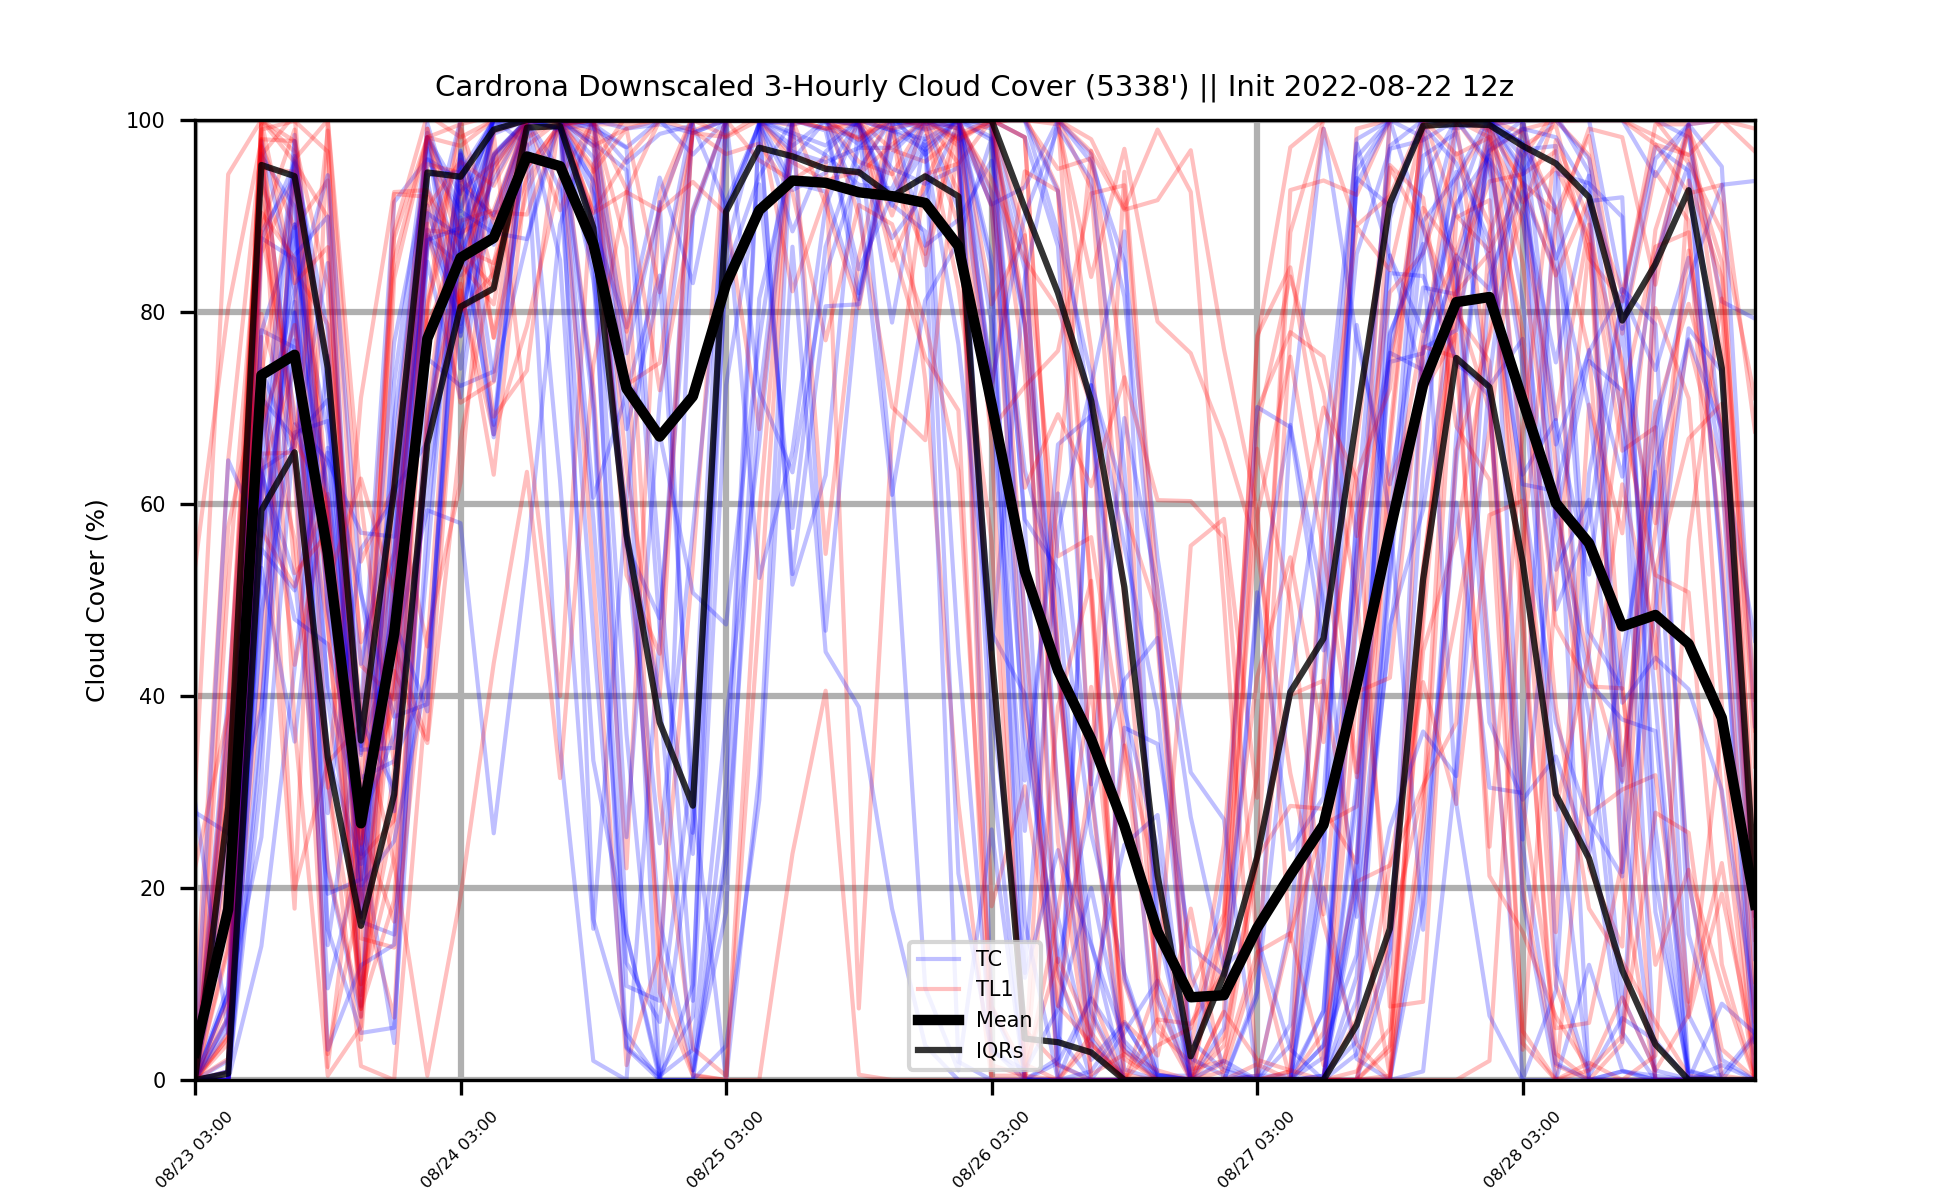 Cardrona Downscaled 3-Hourly Cloud Cover (5338') || Init 2022-08-22 12z
Cloud Cover (%)
100
80
60
40
20
0
TC
TL1
Mean
IQRs
08/23 03:00
08/24 03:00
08/25 03:00
08/26 03:00
08/27 03:00
08/28 03:00